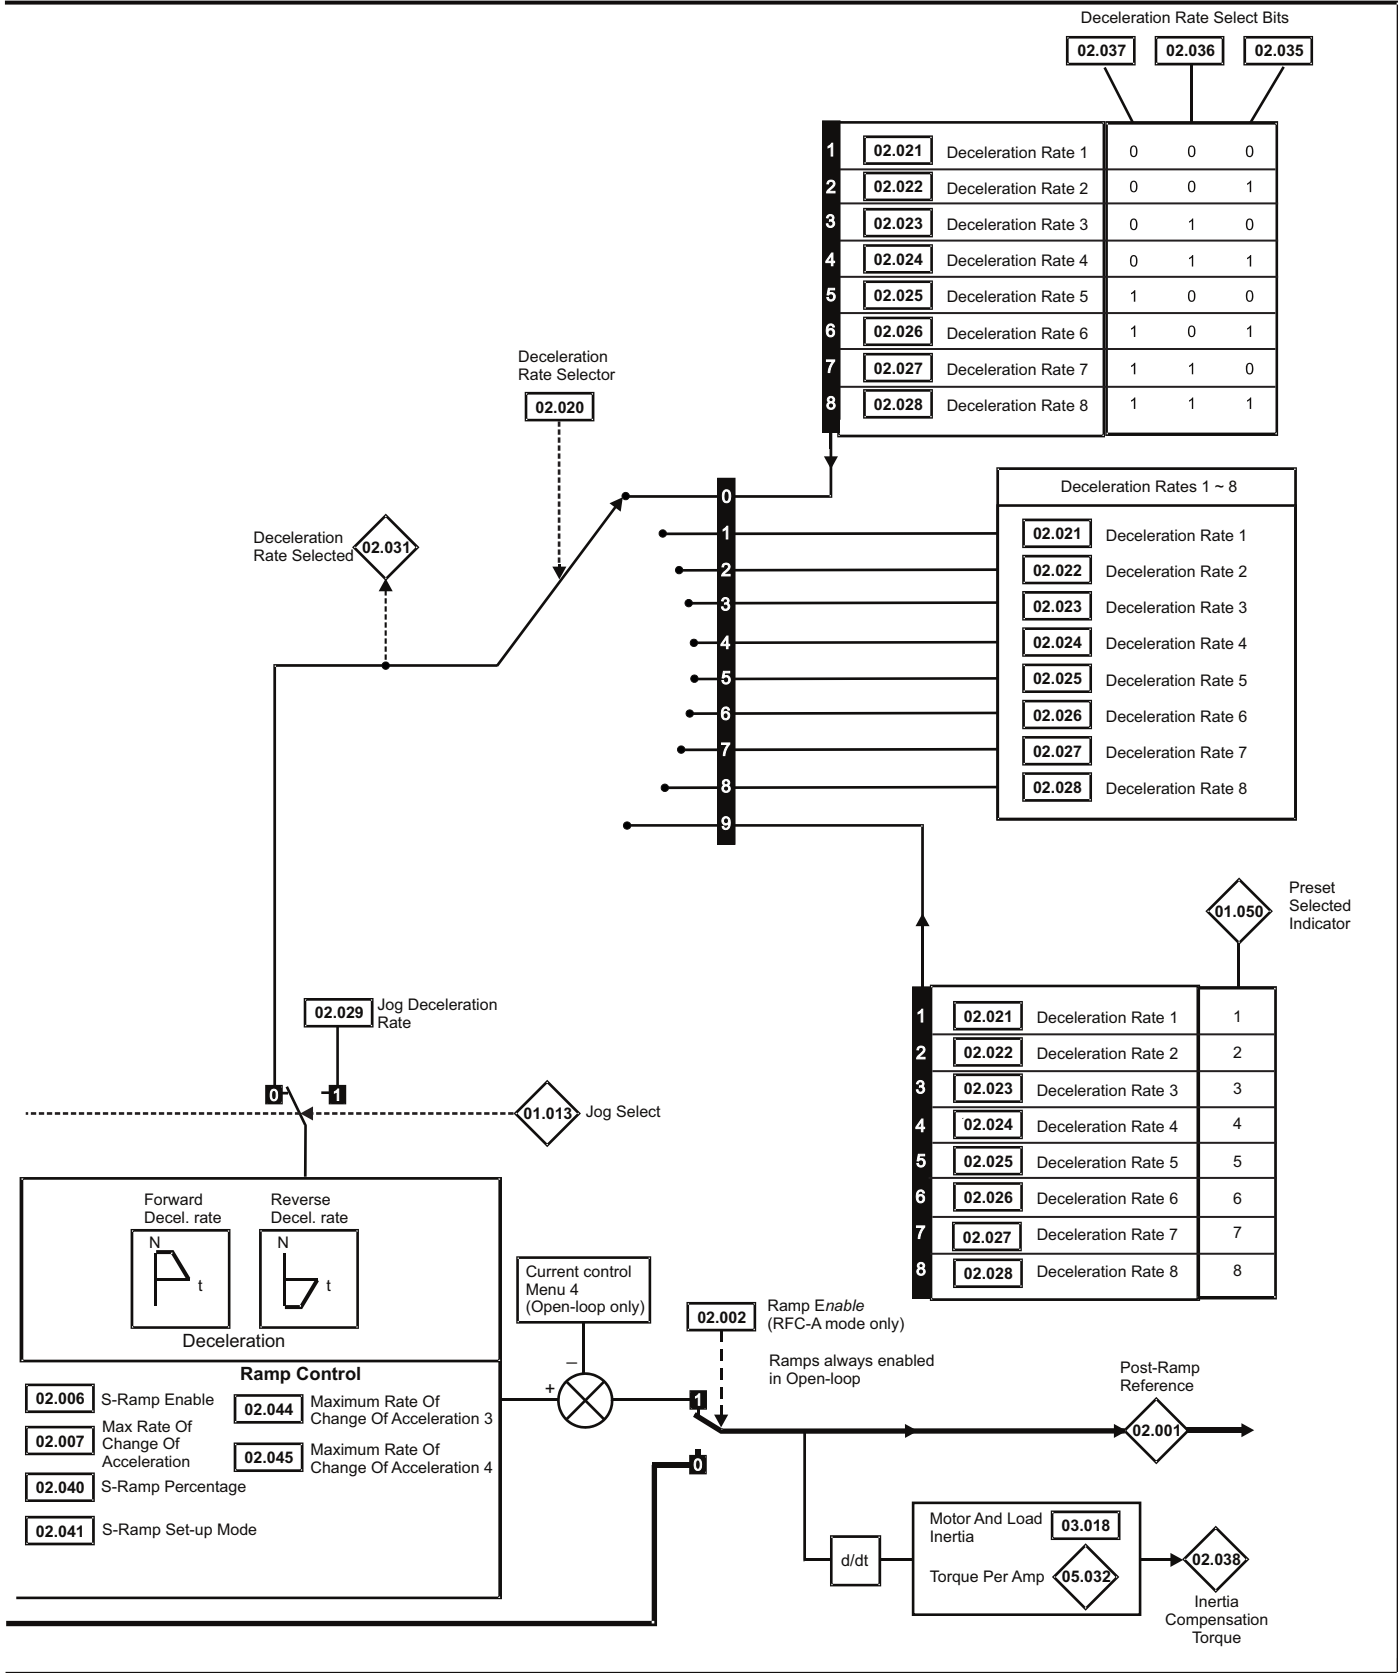 Deceleration Rate Select Bits
02.037 02.036 02.035
1 02.021 Deceleration Rate 1 0 0 0
2 02.022 Deceleration Rate 2 0 0 1
3 02.023 Deceleration Rate 3 0 1 0
4 02.024 Deceleration Rate 4 0 1 1
5 02.025 Deceleration Rate 5 1 0 0
6 02.026 Deceleration Rate 6 1 0 1
7 02.027 Deceleration Rate 7 1 1 0
8 02.028 Deceleration Rate 8 1 1 1
Deceleration
Rate Selector
02.020
Deceleration
Rate Selected
02.031
0
1
2
3
4
5
6
7
8
9
Deceleration Rates 1 ~ 8
02.021 Deceleration Rate 1
02.022 Deceleration Rate 2
02.023 Deceleration Rate 3
02.024 Deceleration Rate 4
02.025 Deceleration Rate 5
02.026 Deceleration Rate 6
02.027 Deceleration Rate 7
02.028 Deceleration Rate 8
01.050
Preset
Selected
Indicator
1 02.021 Deceleration Rate 1 1
2 02.022 Deceleration Rate 2 2
3 02.023 Deceleration Rate 3 3
4 02.024 Deceleration Rate 4 4
5 02.025 Deceleration Rate 5 5
6 02.026 Deceleration Rate 6 6
7 02.027 Deceleration Rate 7 7
8 02.028 Deceleration Rate 8 8
02.029
Jog Deceleration
Rate
0 1
01.013 Jog Select
Forward
Decel. rate
N
t
Reverse
Decel. rate
N
t
Deceleration
Ramp Control
02.006 S-Ramp Enable
02.007
Max Rate Of
Change Of
Acceleration
02.040 S-Ramp Percentage
02.041 S-Ramp Set-up Mode
02.044
Maximum Rate Of
Change Of Acceleration 3
02.045
Maximum Rate Of
Change Of Acceleration 4
Current control
Menu 4
(Open-loop only)
–
+
02.002
Ramp Enable
(RFC-A mode only)
Ramps always enabled
in Open-loop
1
0
Post-Ramp
Reference
02.001
d/dt
Motor And Load
Inertia
03.018
Torque Per Amp 05.032
02.038
Inertia
Compensation
Torque